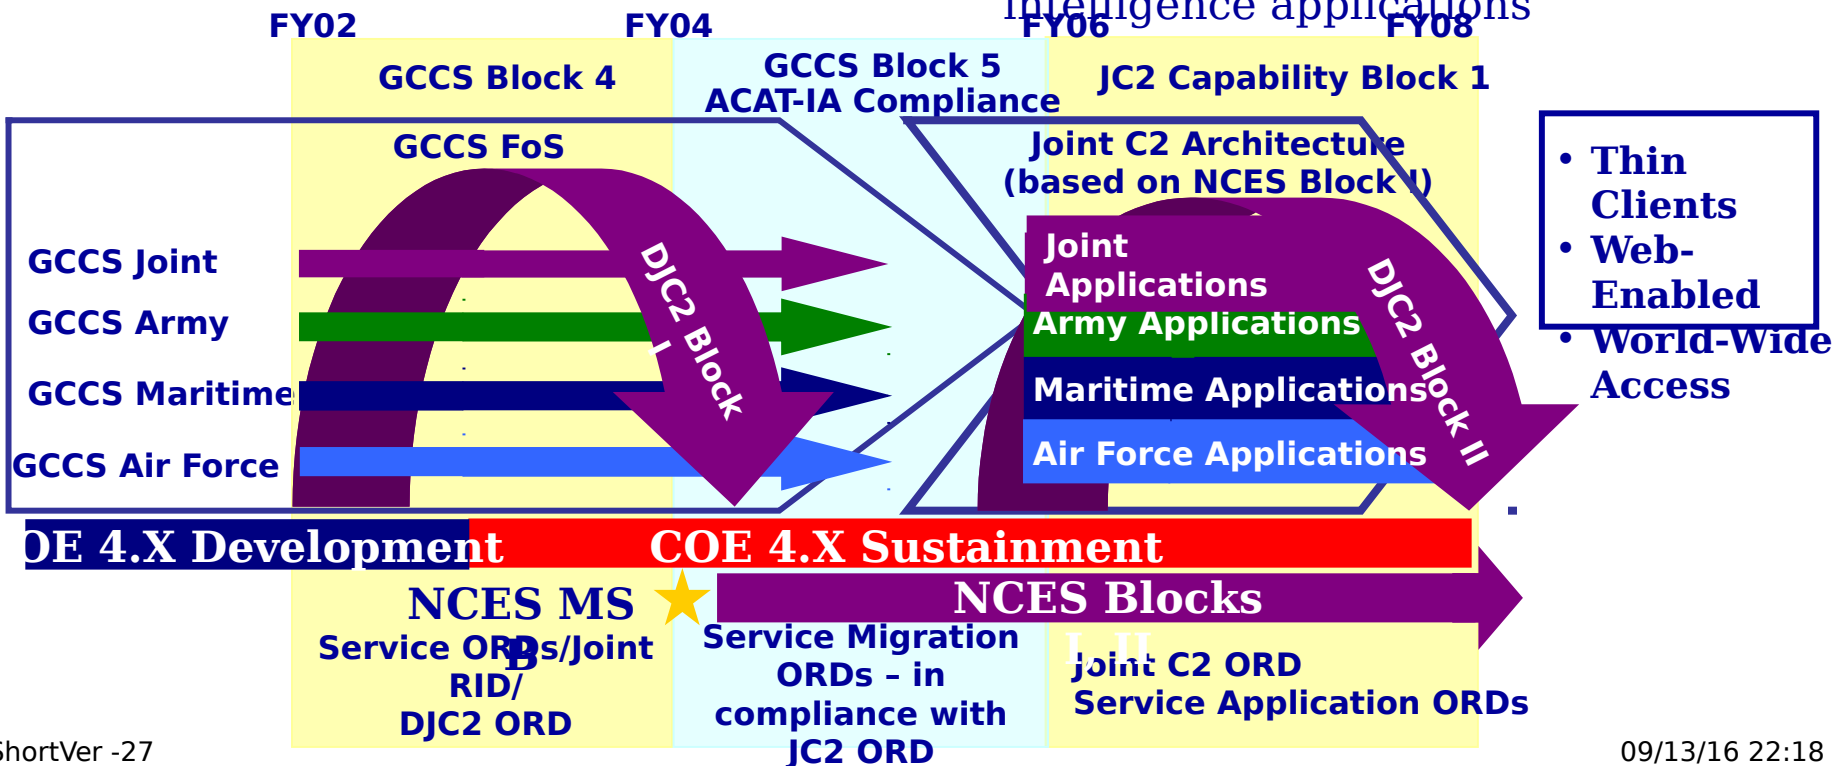 intelligence applications
FY02
FY04
FY06
FY08
GCCS Block 4
GCCS Block 5
ACAT-IA Compliance
JC2 Capability Block 1
GCCS FoS
Joint C2 Architecture
(based on NCES Block I)
• Thin
Clients
• Web-
Enabled
• World-Wide
Access
GCCS Joint
GCCS Army
GCCS Maritime
GCCS Air Force
DJC2 Block
I
Joint
Applications
Army Applications
Maritime Applications
Air Force Applications
DJC2 Block II
OE 4.X Development
COE 4.X Sustainment
NCES MS
B
NCES Blocks
I, II
Service ORDs/Joint
RID/
DJC2 ORD
Service Migration
ORDs – in
compliance with
JC2 ORD
Joint C2 ORD
Service Application ORDs
ShortVer -27
09/13/16 22:18